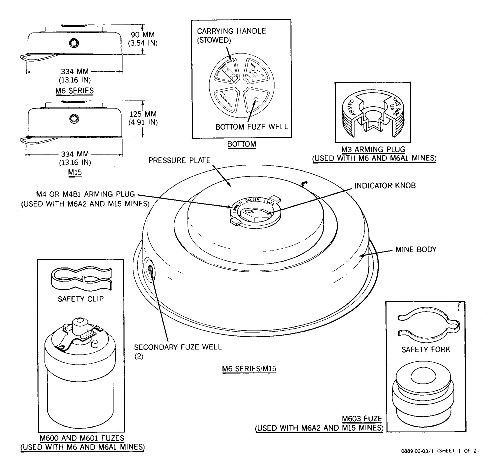 90 MM
(3.54 IN)
334 MM
(13.16 IN)
M6 SERIES
125 MM
(4.91 IN)
334 MM
(13.16 IN)
M15
CARRYING HANDLE
(STOWED)
BOTTOM FUZE WELL
BOTTOM
M3 ARMING PLUG
(USED WITH M6 AND M6A1 MINES)
PRESSURE PLATE
INDICATOR KNOB
M4 OR M4B1 ARMING PLUG
(USED WITH M6A2 AND M15 MINES)
MINE BODY
SAFETY CLIP
SECONDARY FUZE WELL
(2)
M6 SERIES/M15
SAFETY FORK
M600 AND M601 FUZES
(USED WITH M6 AND M6A1 MINES)
M603 FUZE
(USED WITH M6A2 AND M15 MINES)
(SHEET 1 OF 2)